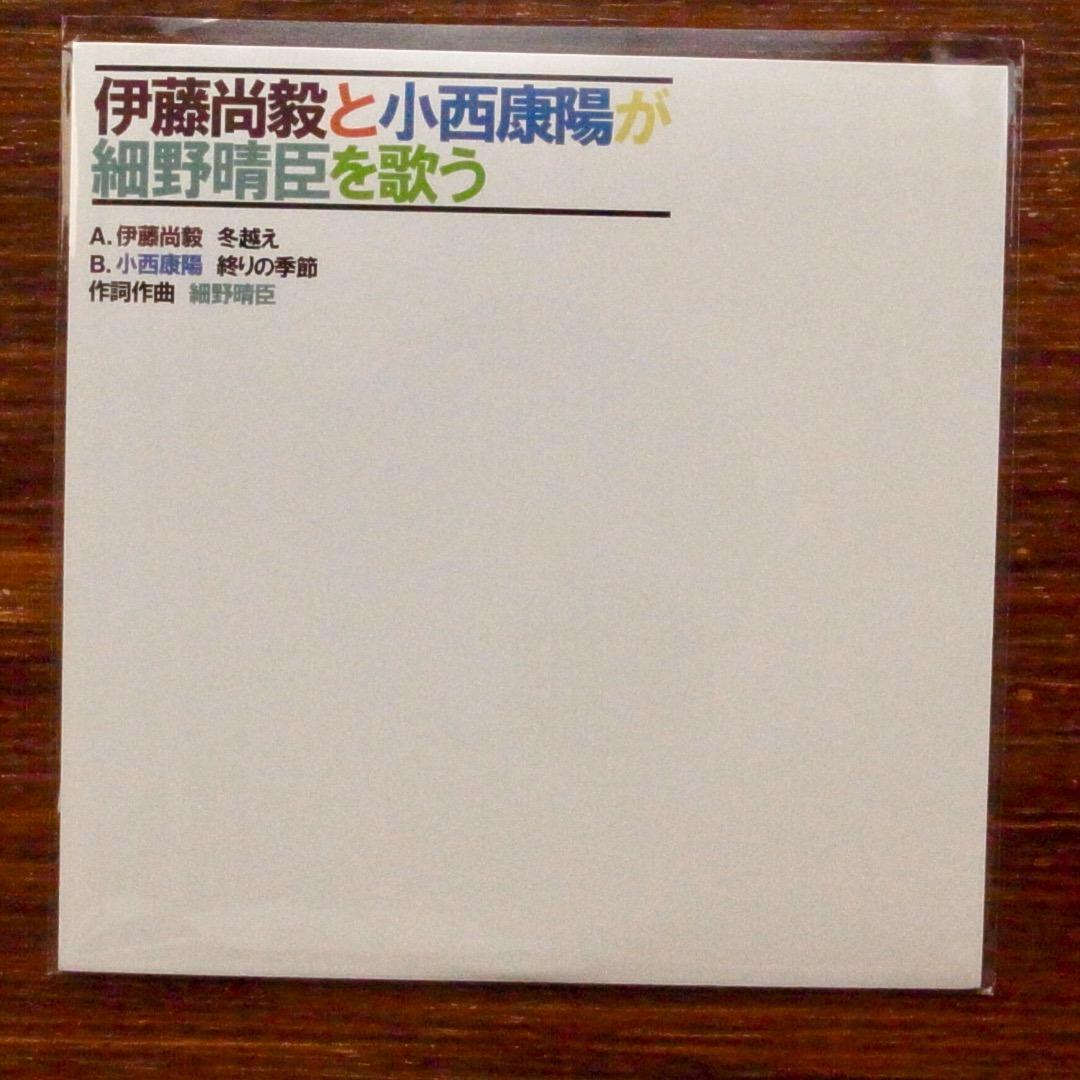 伊藤尚毅と小西康陽が
細野晴臣を歌う
A. 伊藤尚毅 冬越え
B. 小西康陽 終りの季節
作詞作曲 細野晴臣